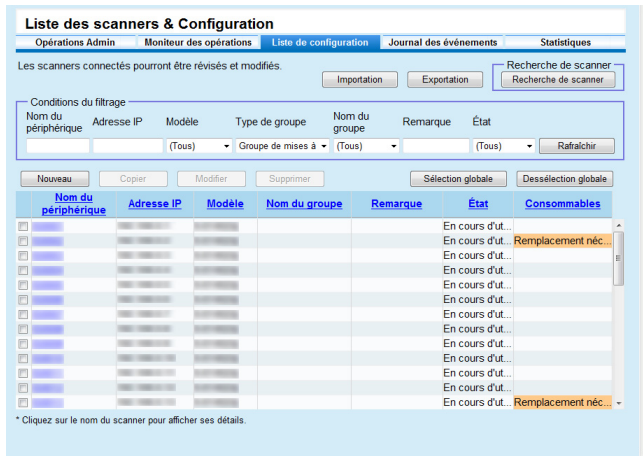 Liste des scanners & Configuration
Opérations Admin Moniteur des opérations Liste de configuration Journal des événements Statistiques
Les scanners connectés pourront être révisés et modifiés.
Recherche de scanner
Importation Exportation Recherche de scanner
Conditions du filtrage
Nom du périphérique Adresse IP Modèle Type de groupe Nom du groupe Remarque État
(Tous) Groupe de mises à (Tous) (Tous) Rafraîchir
Nouveau Copier Modifier Supprimer Sélection globale Dessélection globale
Nom du périphérique Adresse IP Modèle Nom du groupe Remarque État Consommables
En cours d'ut...
En cours d'ut... Remplacement néc...
En cours d'ut...
En cours d'ut...
En cours d'ut...
En cours d'ut...
En cours d'ut...
En cours d'ut...
En cours d'ut...
En cours d'ut...
En cours d'ut...
En cours d'ut...
En cours d'ut... Remplacement néc...
* Cliquez sur le nom du scanner pour afficher ses détails.